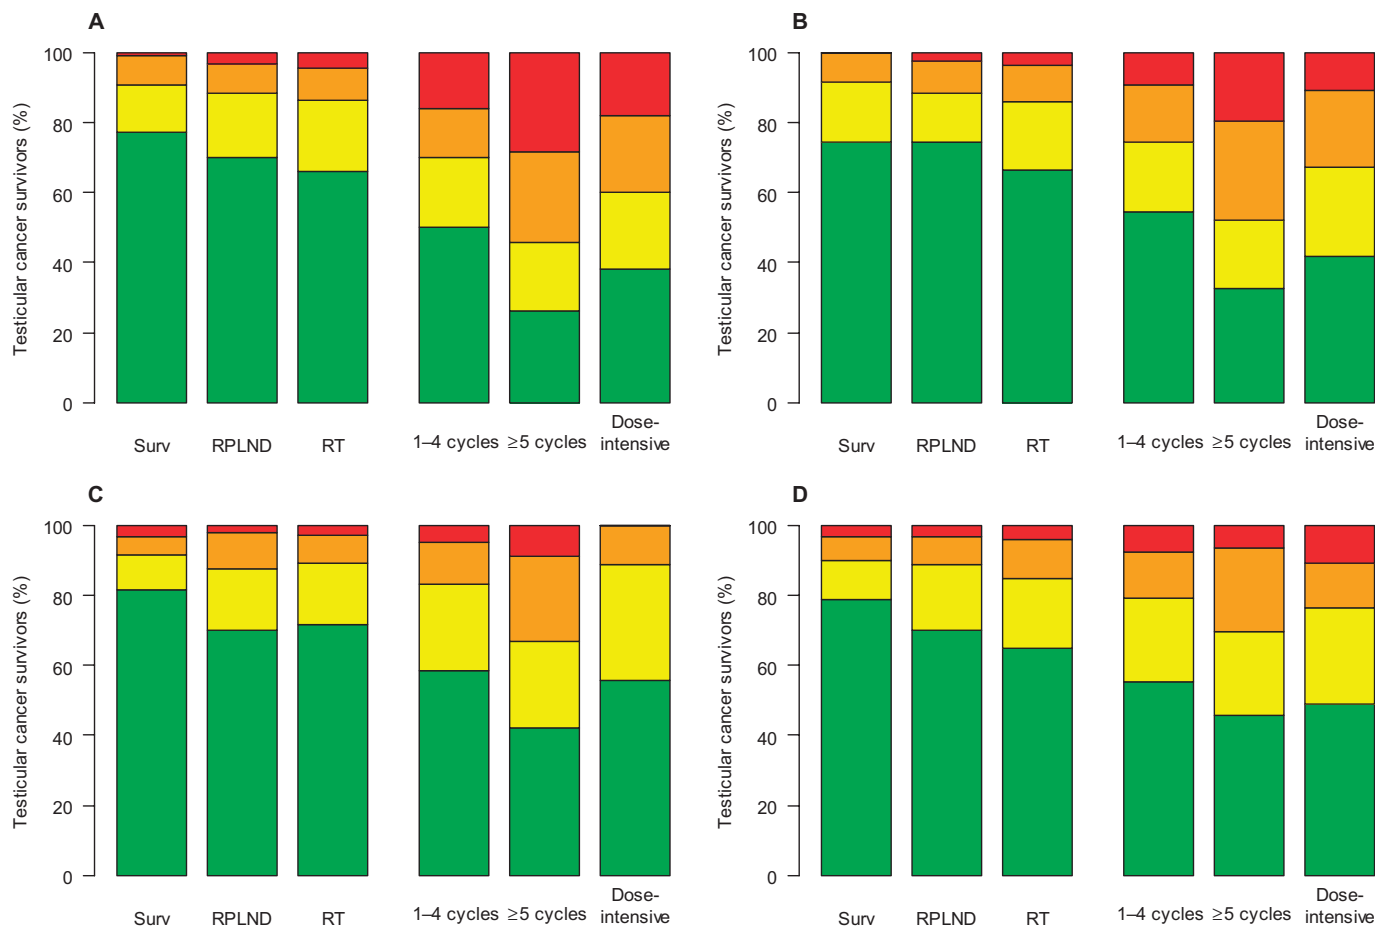 A
Testicular cancer survivors (%)
100
80
60
40
20
0
Surv
RPLND
RT
1–4 cycles
≥5 cycles
Dose-
intensive
B
Testicular cancer survivors (%)
100
80
60
40
20
0
Surv
RPLND
RT
1–4 cycles
≥5 cycles
Dose-
intensive
C
Testicular cancer survivors (%)
100
80
60
40
20
0
Surv
RPLND
RT
1–4 cycles
≥5 cycles
Dose-
intensive
D
Testicular cancer survivors (%)
100
80
60
40
20
0
Surv
RPLND
RT
1–4 cycles
≥5 cycles
Dose-
intensive